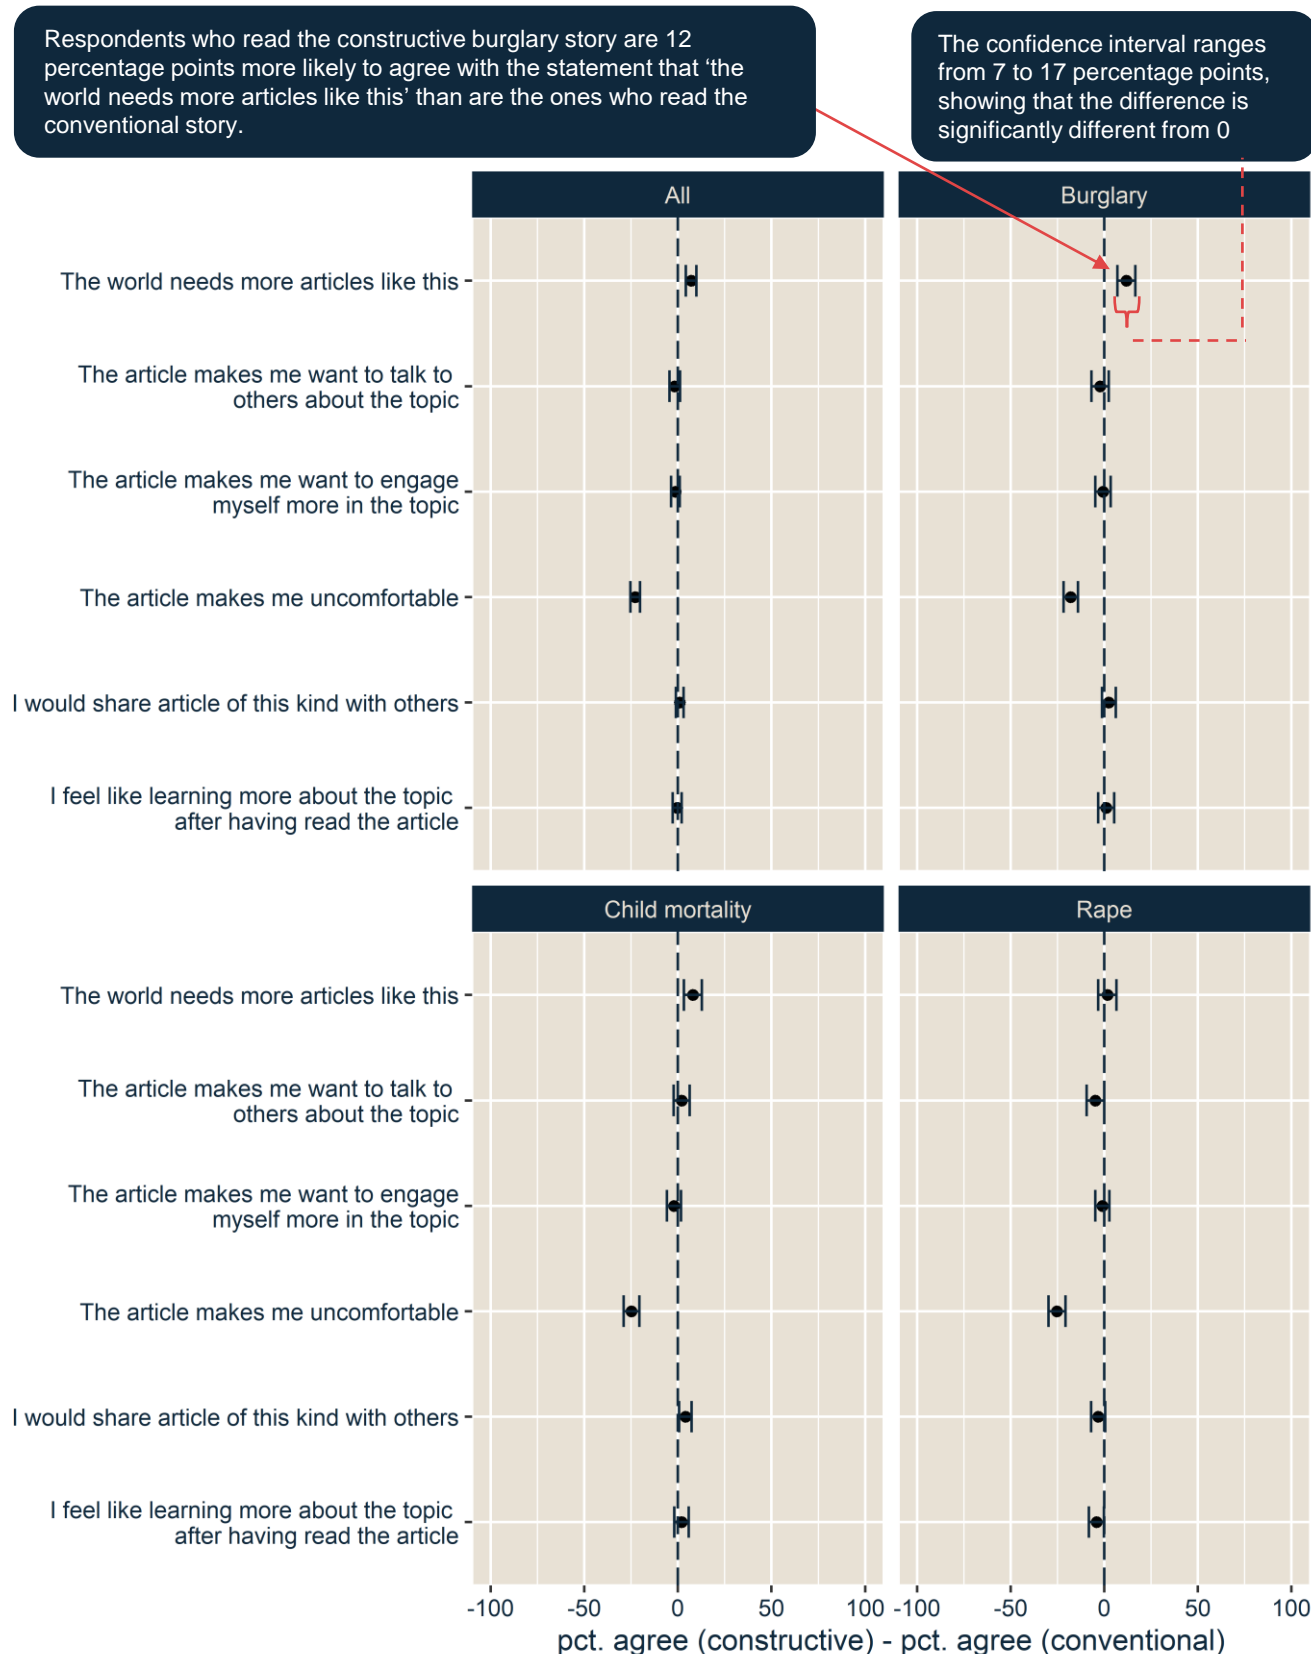 Respondents who read the constructive burglary story are 12
percentage points more likely to agree with the statement that ‘the
world needs more articles like this’ than are the ones who read the
conventional story.
The confidence interval ranges
from 7 to 17 percentage points,
showing that the difference is
significantly different from 0
All
Burglary
The world needs more articles like this
The article makes me want to talk to
others about the topic
The article makes me want to engage
myself more in the topic
The article makes me uncomfortable
I would share article of this kind with others
I feel like learning more about the topic
after having read the article
Child mortality
Rape
The world needs more articles like this
The article makes me want to talk to
others about the topic
The article makes me want to engage
myself more in the topic
The article makes me uncomfortable
I would share article of this kind with others
I feel like learning more about the topic
after having read the article
-100 -50 0 50 100 -100 -50 0 50 100
pct. agree (constructive) - pct. agree (conventional)